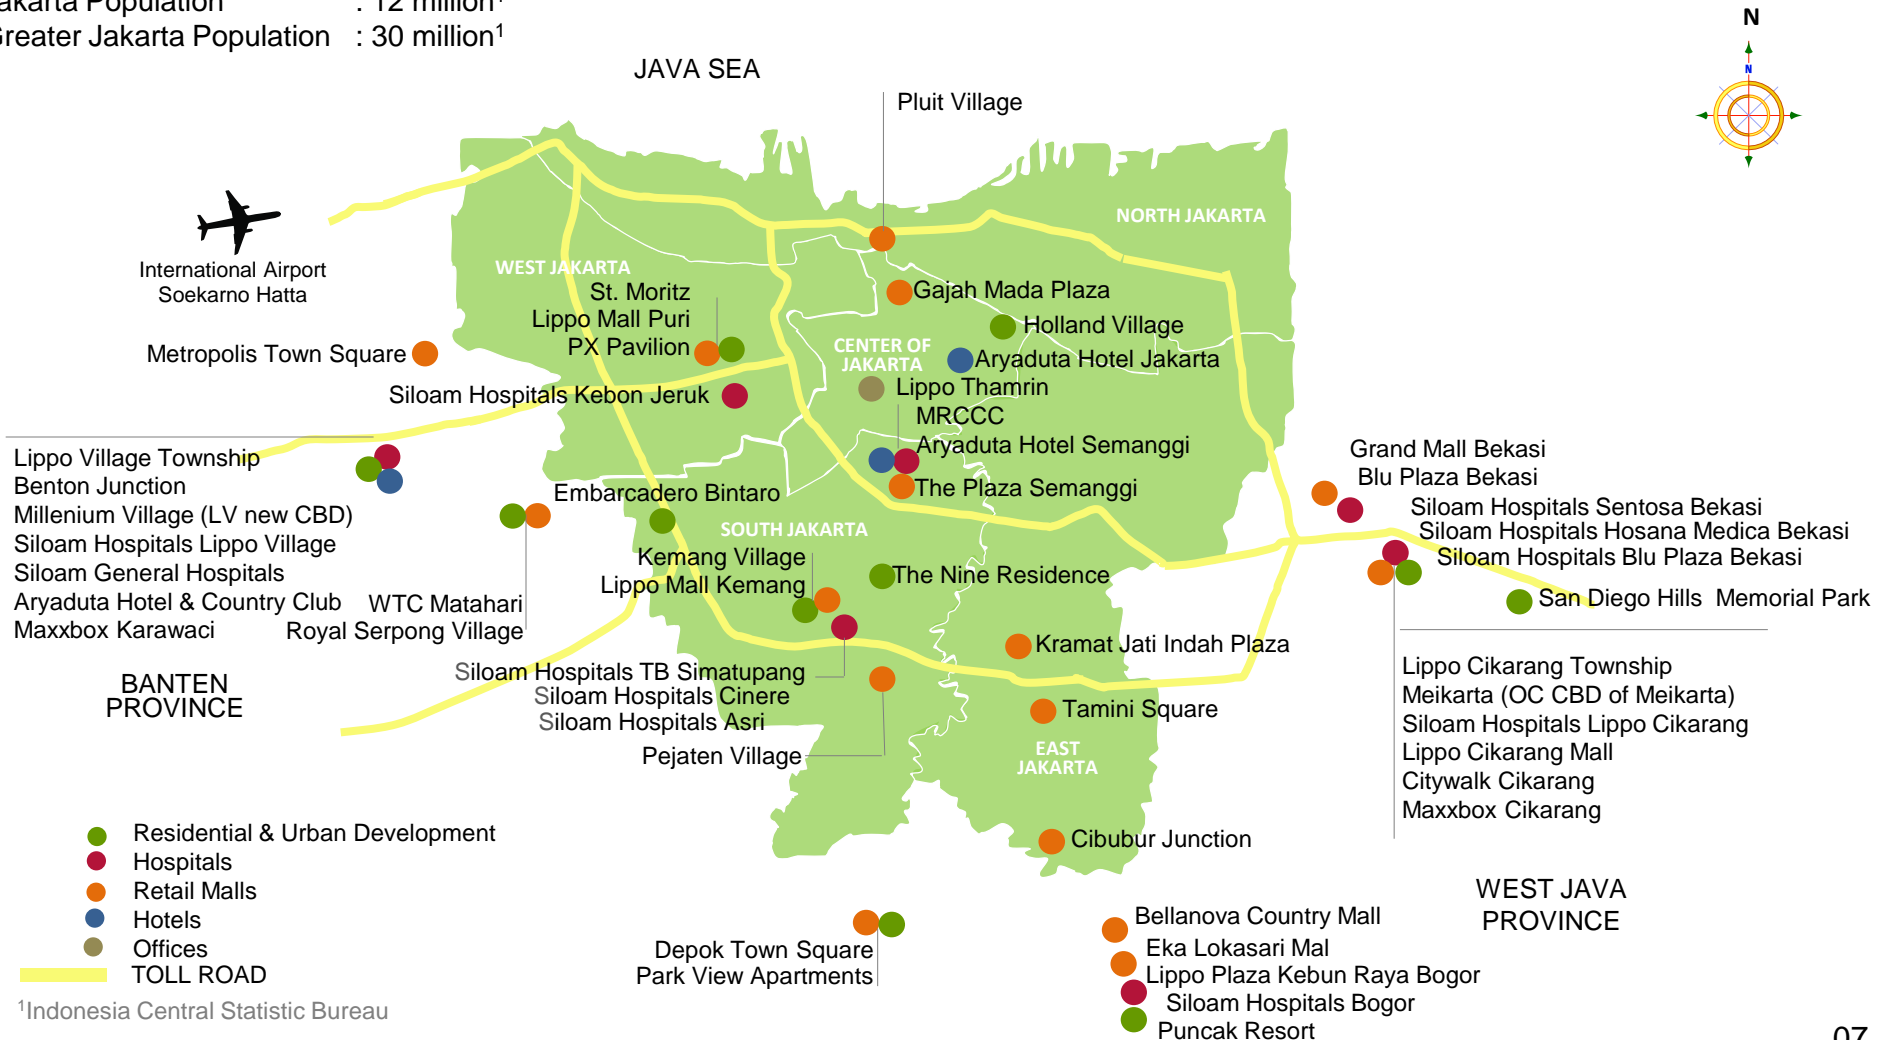 Jakarta Population : 12 million¹
Greater Jakarta Population : 30 million¹
N
N
JAVA SEA
Pluit Village
NORTH JAKARTA
International Airport
Soekarno Hatta
WEST JAKARTA
St. Moritz
Lippo Mall Puri
PX Pavilion
Gajah Mada Plaza
Holland Village
CENTER OF
JAKARTA
Aryaduta Hotel Jakarta
Metropolis Town Square
Lippo Thamrin
Siloam Hospitals Kebon Jeruk
MRCCC
Aryaduta Hotel Semanggi
The Plaza Semanggi
Lippo Village Township
Benton Junction
Millenium Village (LV new CBD)
Siloam Hospitals Lippo Village
Siloam General Hospitals
Aryaduta Hotel & Country Club
Maxxbox Karawaci
WTC Matahari
Royal Serpong Village
Embarcadero Bintaro
SOUTH JAKARTA
Kemang Village
Lippo Mall Kemang
The Nine Residence
Grand Mall Bekasi
Blu Plaza Bekasi
Siloam Hospitals Sentosa Bekasi
Siloam Hospitals Hosana Medica Bekasi
Siloam Hospitals Blu Plaza Bekasi
San Diego Hills Memorial Park
Kramat Jati Indah Plaza
Siloam Hospitals TB Simatupang
Siloam Hospitals Cinere
Siloam Hospitals Asri
Pejaten Village
Tamini Square
EAST
JAKARTA
Lippo Cikarang Township
Meikarta (OC CBD of Meikarta)
Siloam Hospitals Lippo Cikarang
Lippo Cikarang Mall
Citywalk Cikarang
Maxxbox Cikarang
BANTEN
PROVINCE
Cibubur Junction
WEST JAVA
PROVINCE
Residential & Urban Development
Hospitals
Retail Malls
Hotels
Offices
TOLL ROAD
Depok Town Square
Park View Apartments
Bellanova Country Mall
Eka Lokasari Mal
Lippo Plaza Kebun Raya Bogor
Siloam Hospitals Bogor
Puncak Resort
¹Indonesia Central Statistic Bureau
07